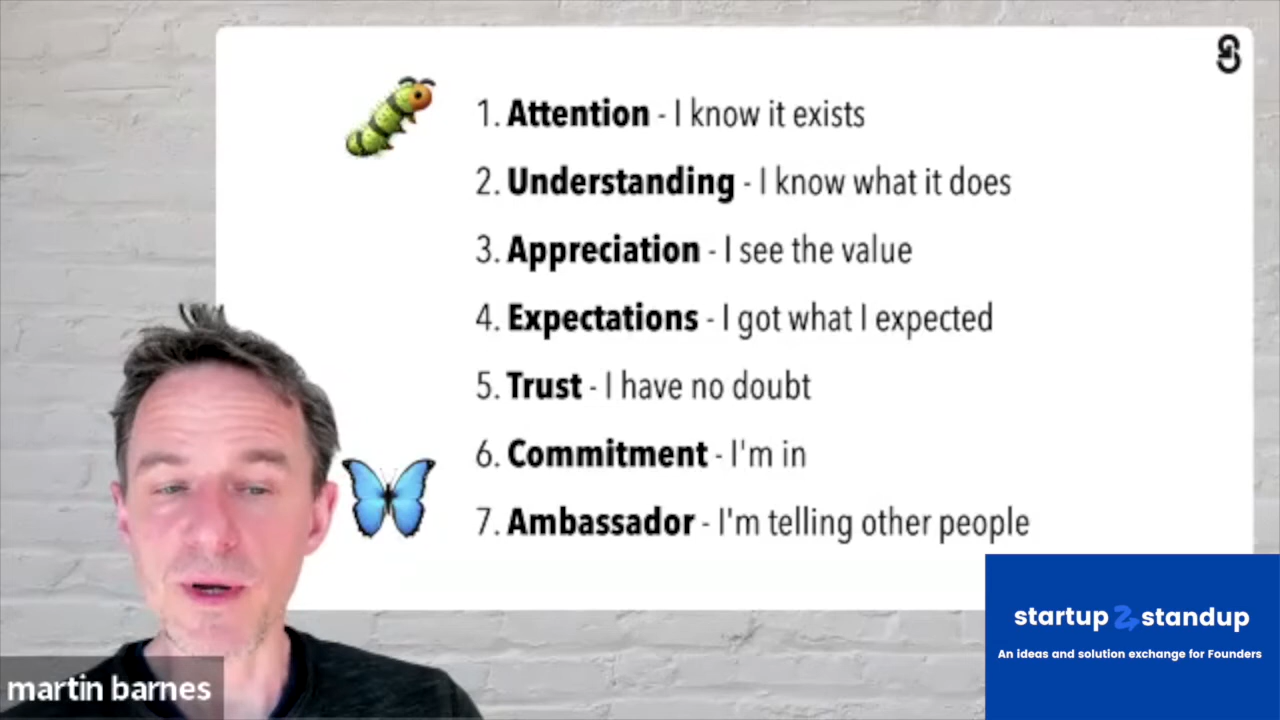 1. Attention - I know it exists
2. Understanding - I know what it does
3. Appreciation - I see the value
4. Expectations - I got what I expected
5. Trust - I have no doubt
6. Commitment - I'm in
7. Ambassador - I'm telling other people
startup 2 standup
An ideas and solution exchange for Founders
martin barnes